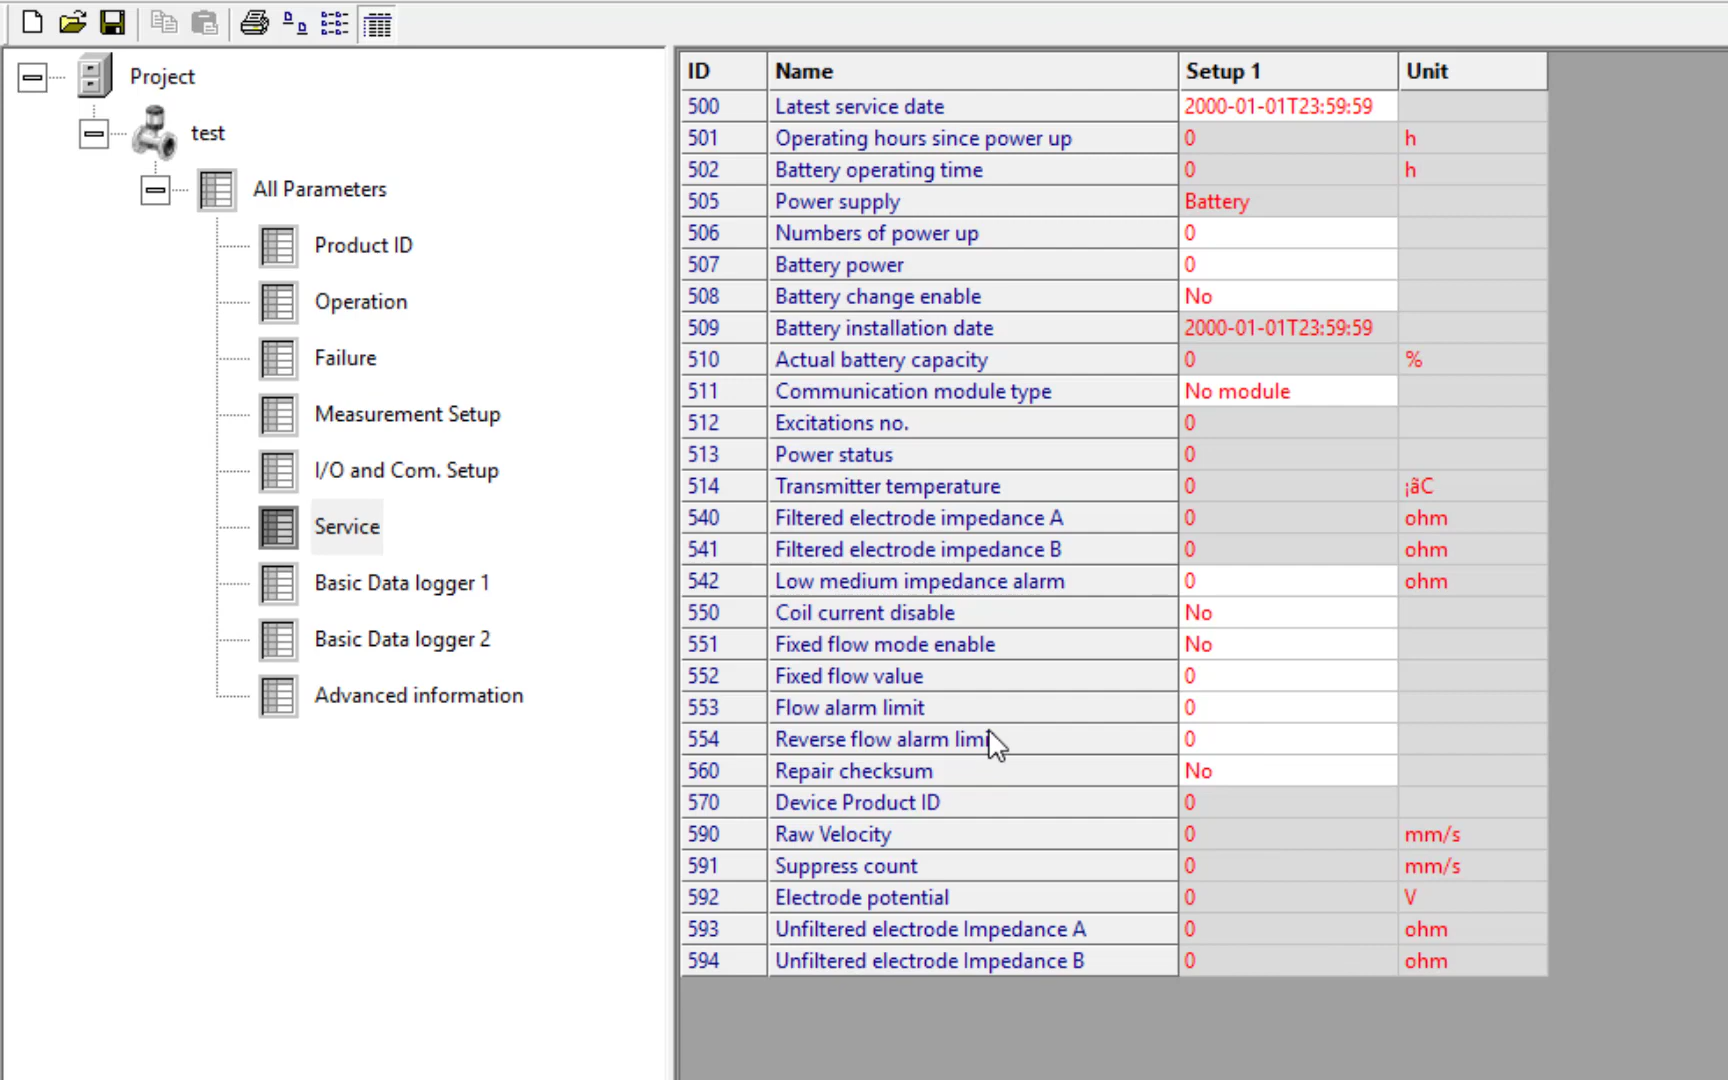 Project
test
All Parameters
Product ID
Operation
Failure
Measurement Setup
I/O and Com. Setup
Service
Basic Data logger 1
Basic Data logger 2
Advanced information
ID Name Setup 1 Unit
500 Latest service date 2000-01-01T23:59:59
501 Operating hours since power up 0 h
502 Battery operating time 0 h
505 Power supply Battery
506 Numbers of power up 0
507 Battery power 0
508 Battery change enable No
509 Battery installation date 2000-01-01T23:59:59
510 Actual battery capacity 0 %
511 Communication module type No module
512 Excitations no. 0
513 Power status 0
514 Transmitter temperature 0 ¡ãC
540 Filtered electrode impedance A 0 ohm
541 Filtered electrode impedance B 0 ohm
542 Low medium impedance alarm 0 ohm
550 Coil current disable No
551 Fixed flow mode enable No
552 Fixed flow value 0
553 Flow alarm limit 0
554 Reverse flow alarm limit 0
560 Repair checksum No
570 Device Product ID 0
590 Raw Velocity 0 mm/s
591 Suppress count 0 mm/s
592 Electrode potential 0 V
593 Unfiltered electrode Impedance A 0 ohm
594 Unfiltered electrode Impedance B 0 ohm